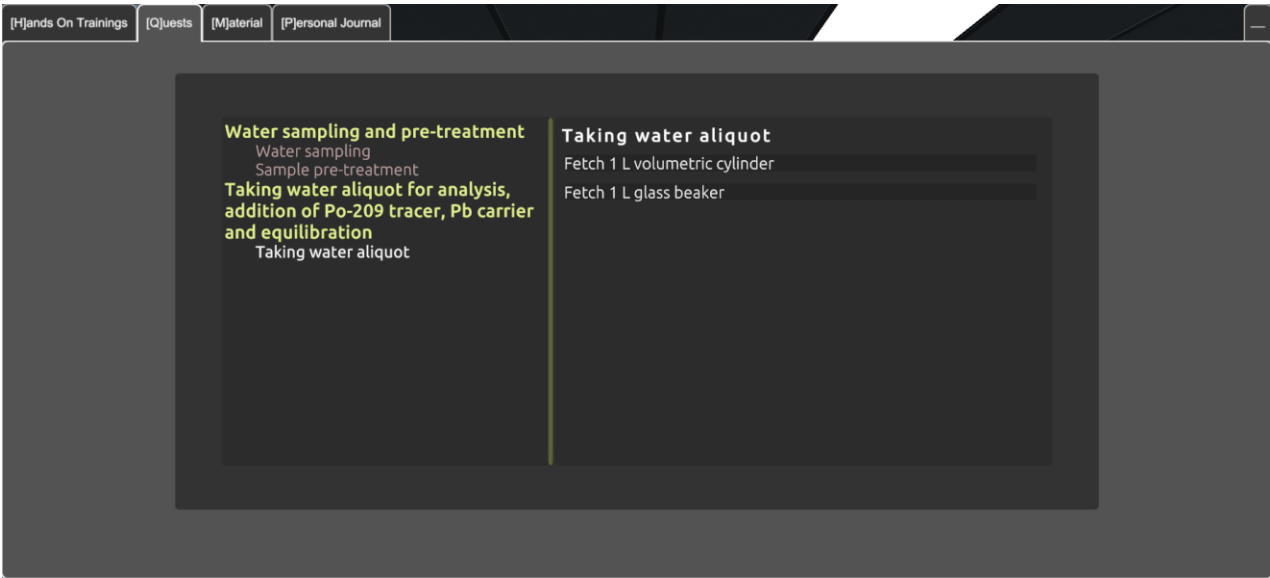 [H]ands On Trainings
[Q]uests
[M]aterial
[P]ersonal Journal
Water sampling and pre-treatment
Water sampling
Sample pre-treatment
Taking water aliquot for analysis,
addition of Po-209 tracer, Pb carrier
and equilibration
Taking water aliquot
Taking water aliquot
Fetch 1 L volumetric cylinder
Fetch 1 L glass beaker